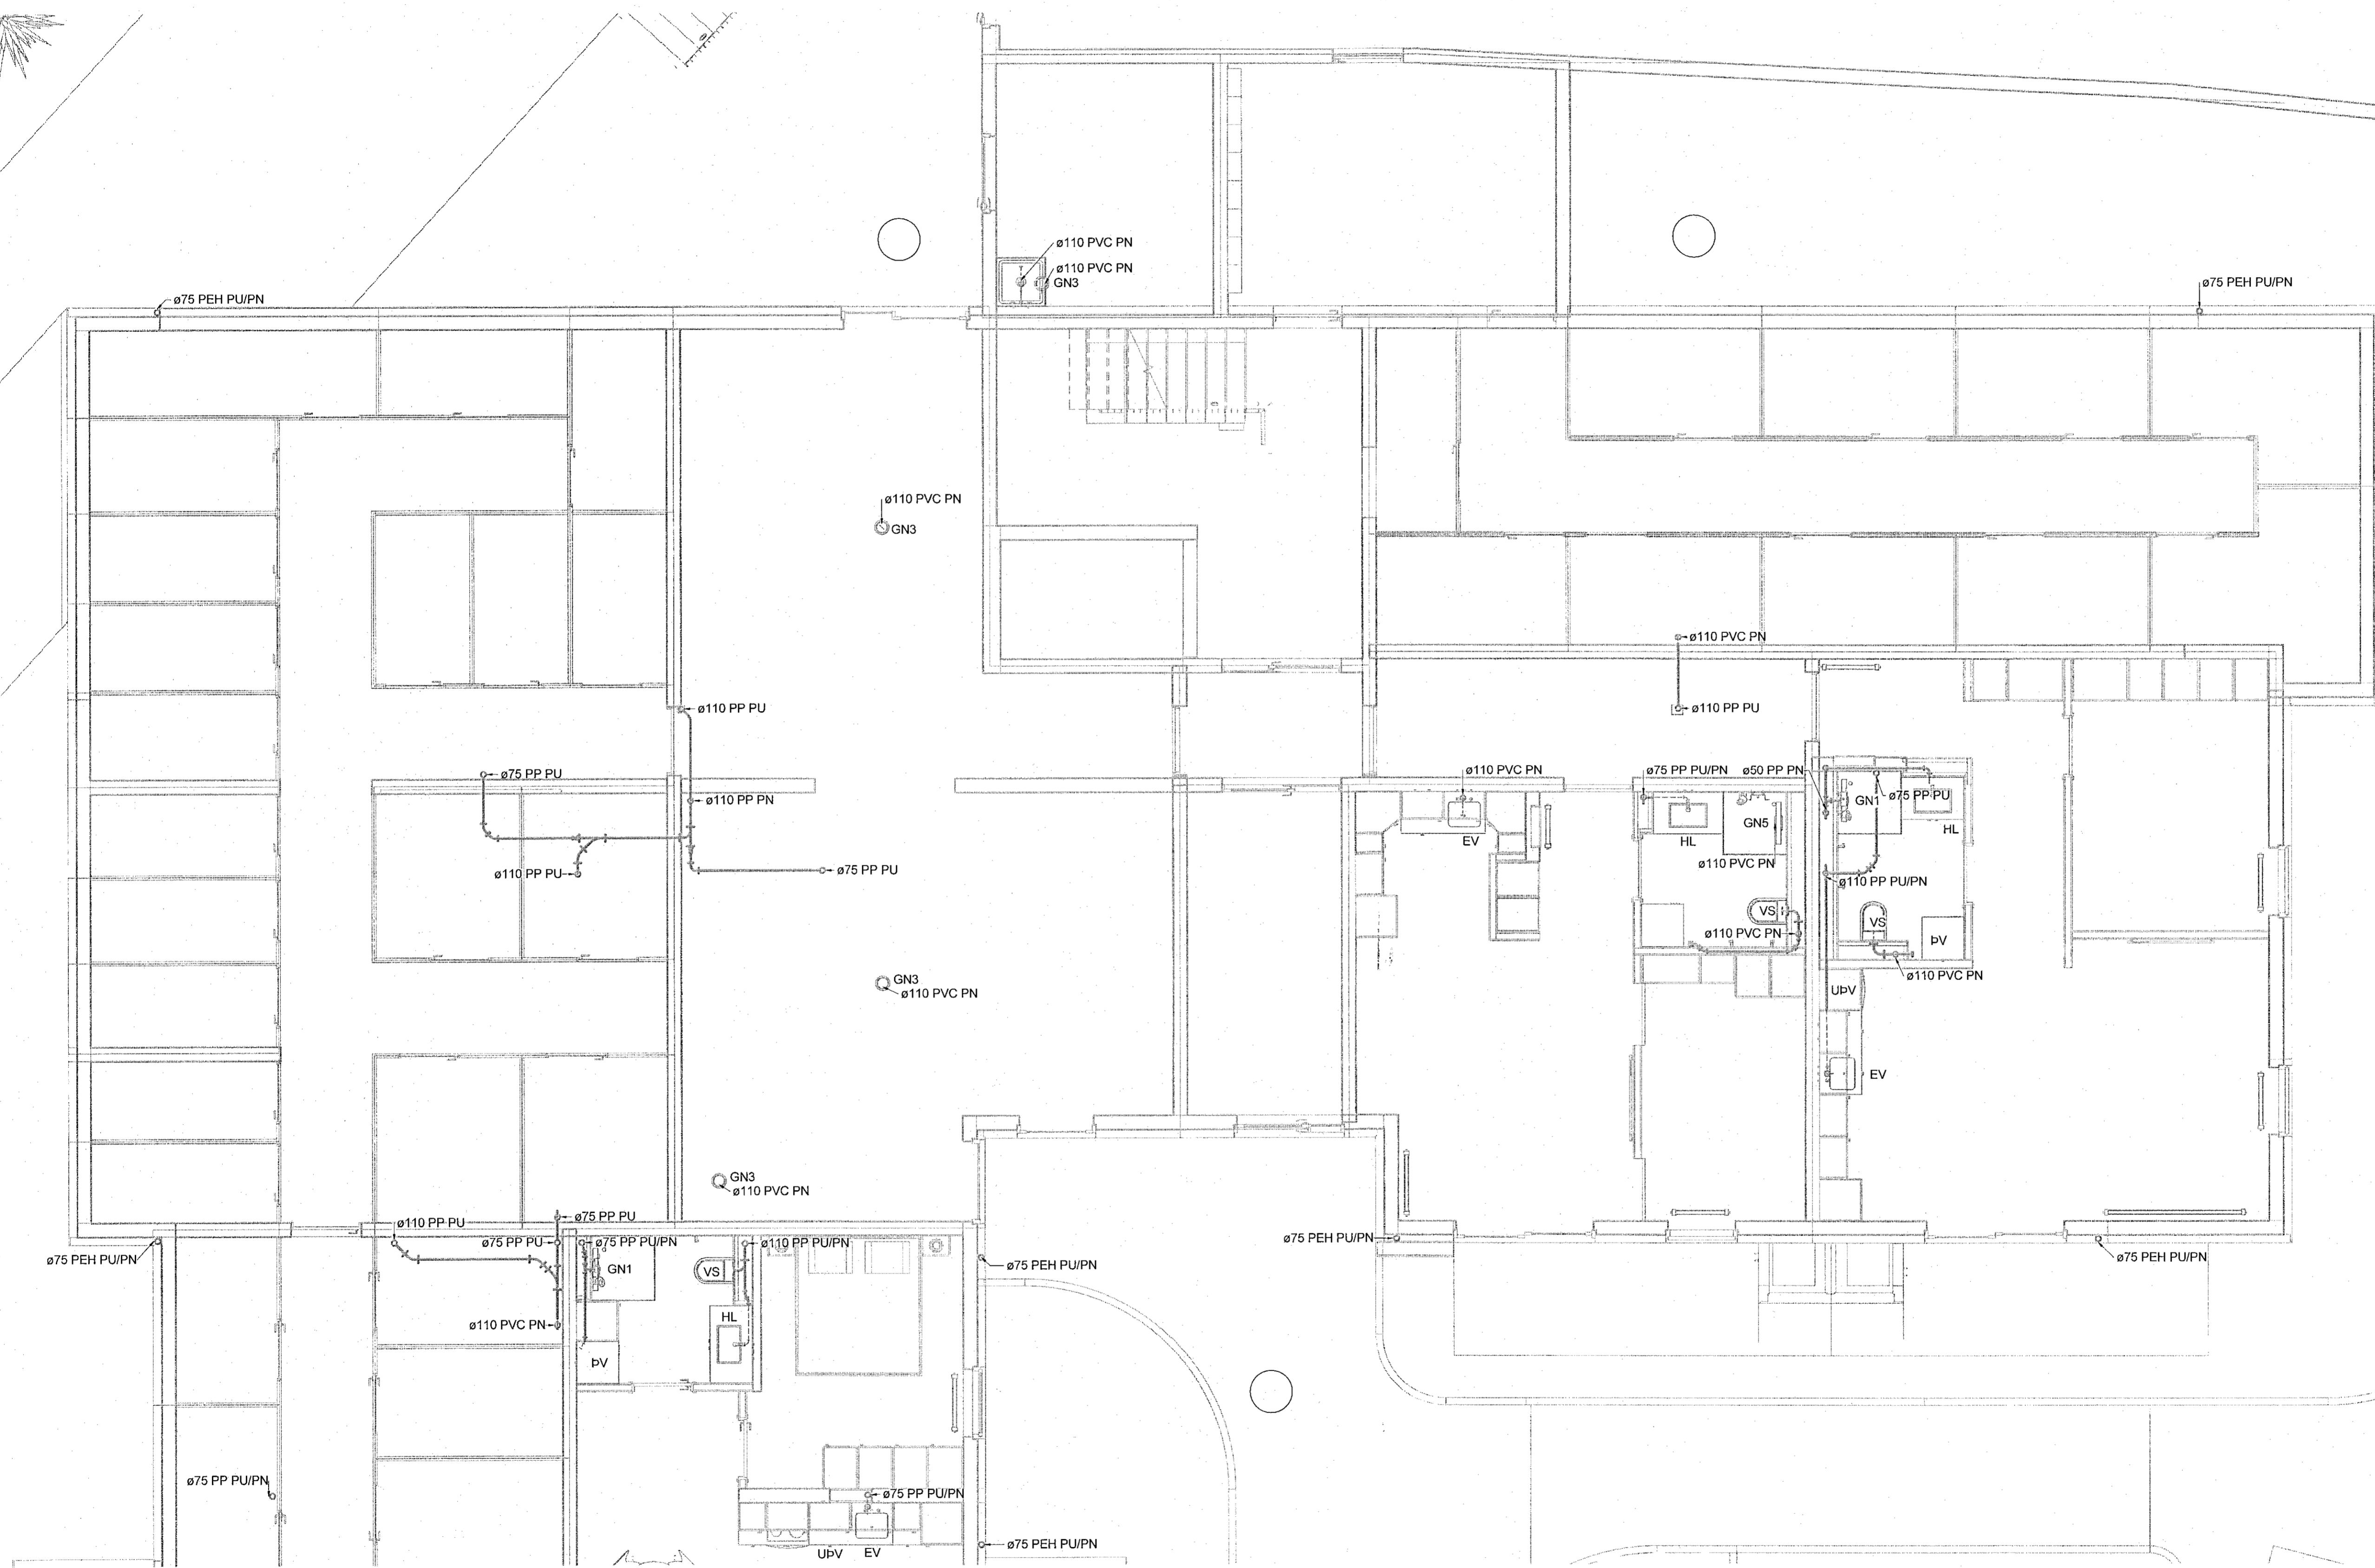 ø110 PVC PN
ø110 PVC PN
GN3
ø75 PEH PU/PN
ø75 PEH PU/PN
ø110 PVC PN
GN3
ø110 PVC PN
ø110 PP PU
ø110 PP PU
ø75 PP PU
ø110 PVC PN
ø75 PP PU/PN
ø50 PP PN
ø110 PP PN
GN1
ø75 PP PU
GN5
HL
EV
HL
ø110 PVC PN
ø110 PP PU
ø75 PP PU
ø110 PP PU/PN
VS
VS
ø110 PVC PN
ÞV
ø110 PVC PN
GN3
ø110 PVC PN
UÞV
EV
GN3
ø110 PVC PN
ø75 PP PU
ø110 PP PU
ø75 PP PU
ø75 PP PU/PN
ø110 PP PU/PN
ø75 PEH PU/PN
ø75 PEH PU/PN
ø75 PEH PU/PN
ø75 PEH PU/PN
GN1
VS
HL
ø110 PVC PN
ÞV
ø75 PP PU/PN
ø75 PP PU/PN
ø75 PEH PU/PN
UÞV
EV